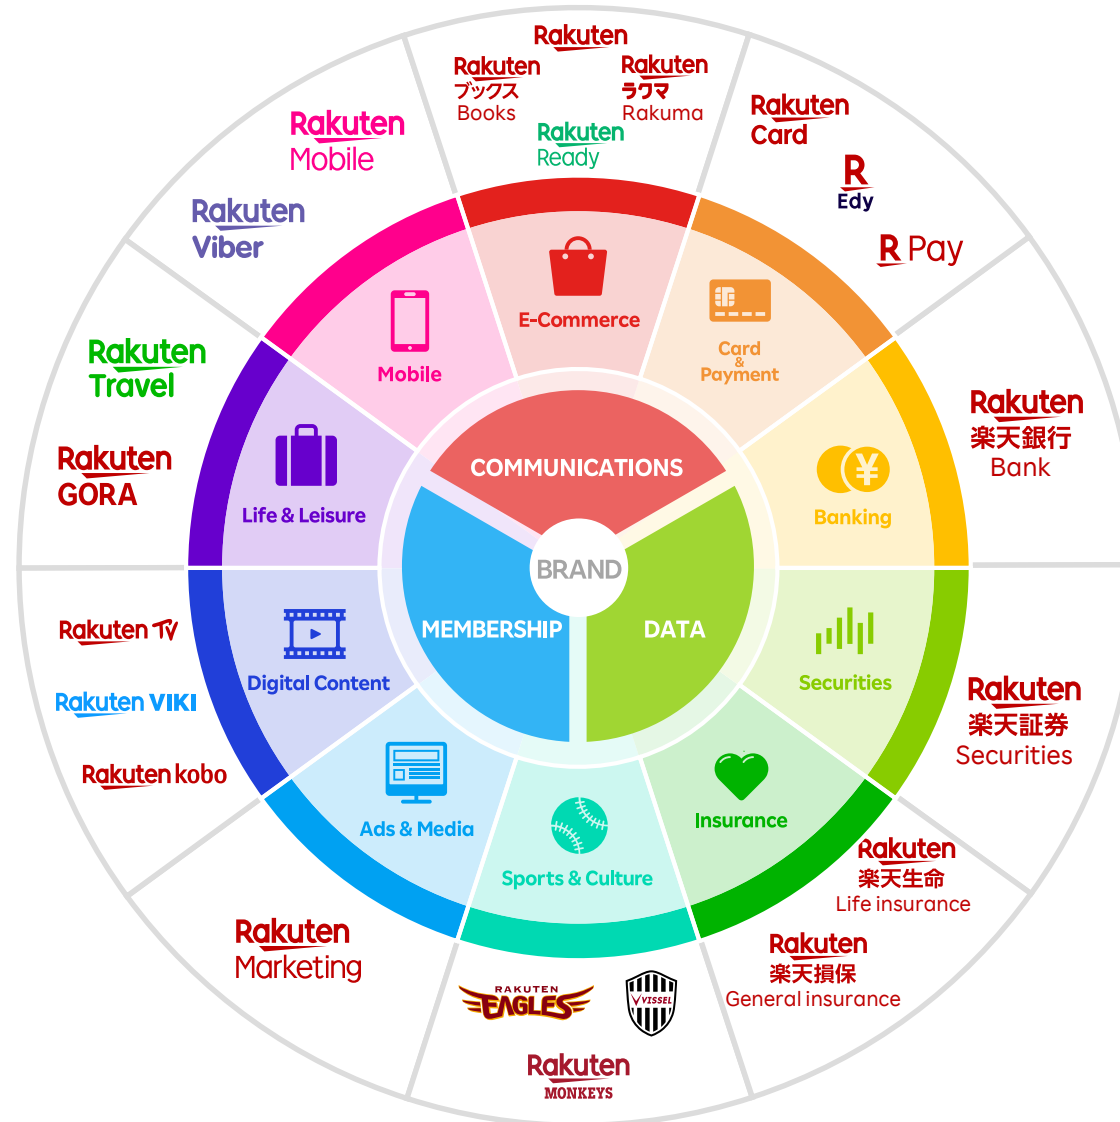 Rakuten
Rakuten
ブックス
Books
Rakuten
ラクマ
Rakuma
Rakuten
Ready
Rakuten
Card
R
Edy
R Pay
Rakuten
楽天銀行
Bank
Rakuten
楽天証券
Securities
Rakuten
楽天生命
Life insurance
Rakuten
楽天損保
General insurance
RAKUTEN
EAGLES
VISSEL
Rakuten
MONKEYS
Rakuten
Marketing
Rakuten kobo
Rakuten VIKI
Rakuten TV
Rakuten
GORA
Rakuten
Travel
Rakuten
Viber
Rakuten
Mobile
E-Commerce
Card
&
Payment
Banking
Securities
Insurance
Sports & Culture
Ads & Media
Digital Content
Life & Leisure
Mobile
COMMUNICATIONS
DATA
MEMBERSHIP
BRAND